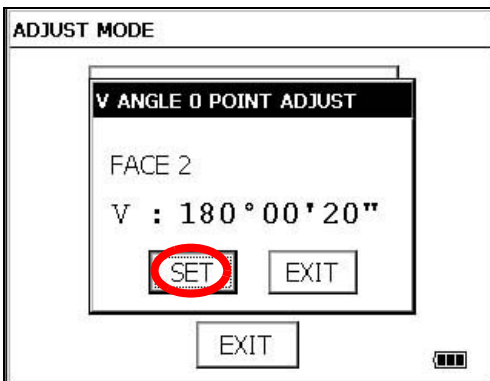 ADJUST MODE
V ANGLE 0 POINT ADJUST
FACE 2
V : 180°00'20"
SET EXIT
EXIT